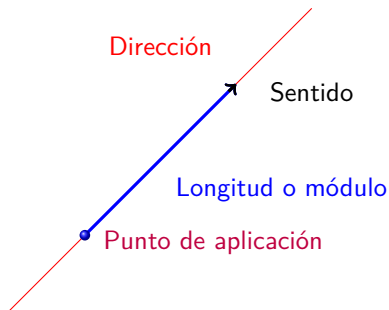 Dirección
Sentido
Longitud o módulo
Punto de aplicación